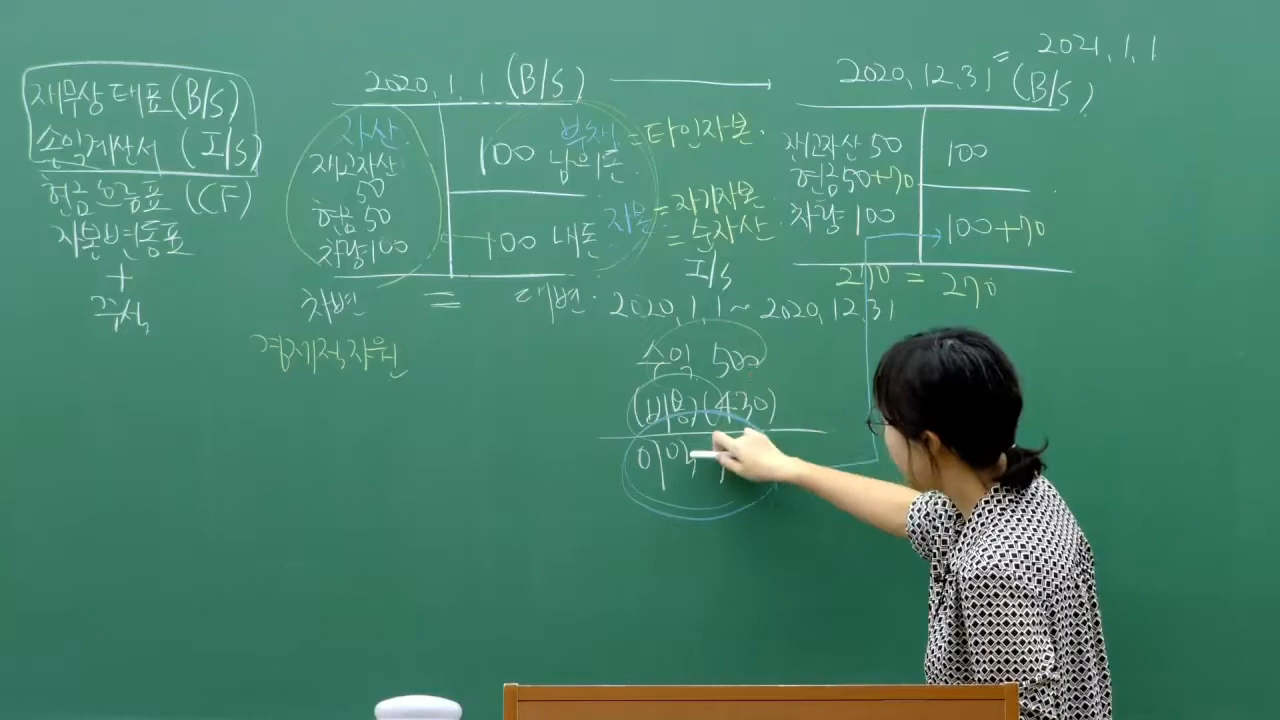 재무상태표(B/S)
손익계산서 (I/S)
현금흐름표 (CF)
자본변동표
+
주석
2020.1.1 (B/S)
자산
재고자산
50
현금 50
차량 100
100 부채 = 타인자본.
남의 돈
100 내 돈 자본 = 자기자본
= 순자산
차변 = 대변.
경제적자원
I/S
2020.1.1 ~ 2020.12.31
수익 500
(비용) (430)
이익
2020.12.31 (B/S)
= 2021.1.1
재고자산 50
현금 50+70
차량 100
100
100+70
270 = 270